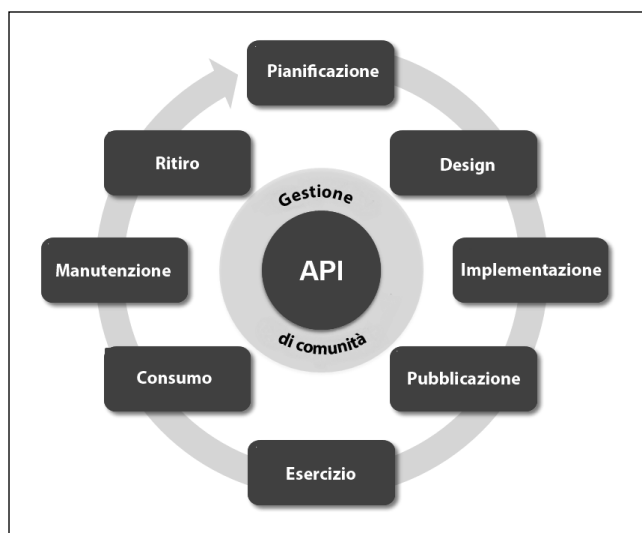 Pianificazione
Design
Implementazione
Pubblicazione
Esercizio
Consumo
Manutenzione
Ritiro
Gestione
API
di comunità